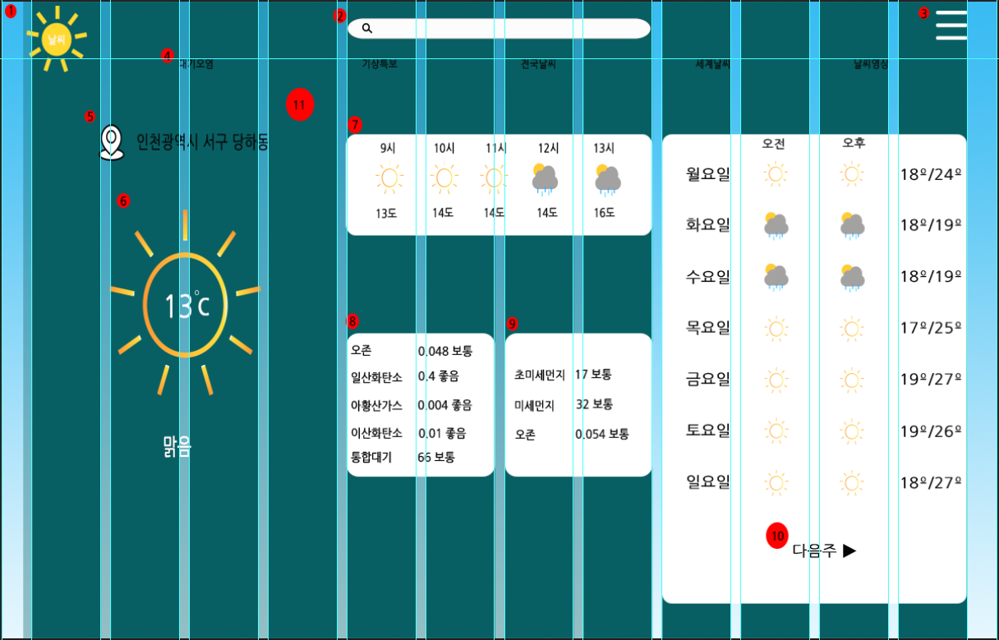 1
2
3
날씨
4
대기오염 기상특보 전국날씨 세계날씨 날씨영상
11
5
인천광역시 서구 당하동
6
13°c
맑음
7
9시 10시 11시 12시 13시
13도 14도 14도 14도 16도
8
오존 0.048 보통
일산화탄소 0.4 좋음
아황산가스 0.004 좋음
이산화탄소 0.01 좋음
통합대기 66 보통
9
초미세먼지 17 보통
미세먼지 32 보통
오존 0.054 보통
오전 오후
월요일 18º/24º
화요일 18º/19º
수요일 18º/19º
목요일 17º/25º
금요일 19º/27º
토요일 19º/26º
일요일 18º/27º
10
다음주 ▶